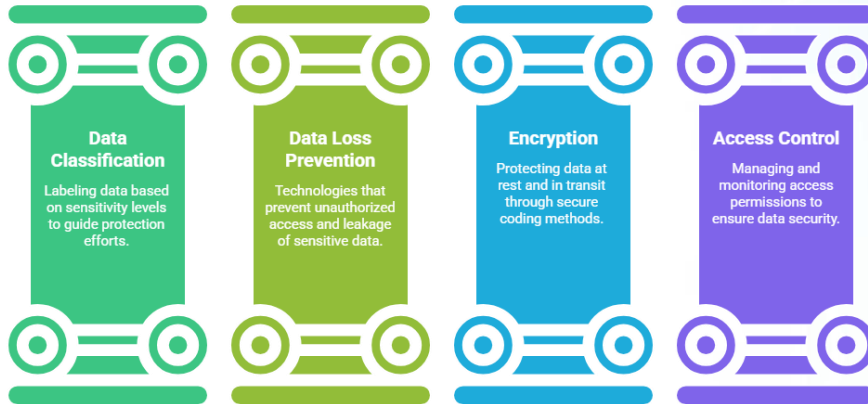 Data
Classification
Labeling data based
on sensitivity levels
to guide protection
efforts.
Data Loss
Prevention
Technologies that
prevent unauthorized
access and leakage
of sensitive data.
Encryption
Protecting data at
rest and in transit
through secure
coding methods.
Access Control
Managing and
monitoring access
permissions to
ensure data security.